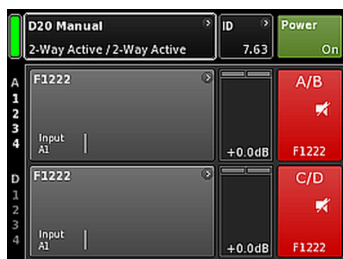 D20 Manual
2-Way Active / 2-Way Active
ID
7.63
Power
On
A
1
2
3
4
F1222
Input
A1
+0.0dB
A/B
F1222
D
1
2
3
4
F1222
Input
A1
+0.0dB
C/D
F1222